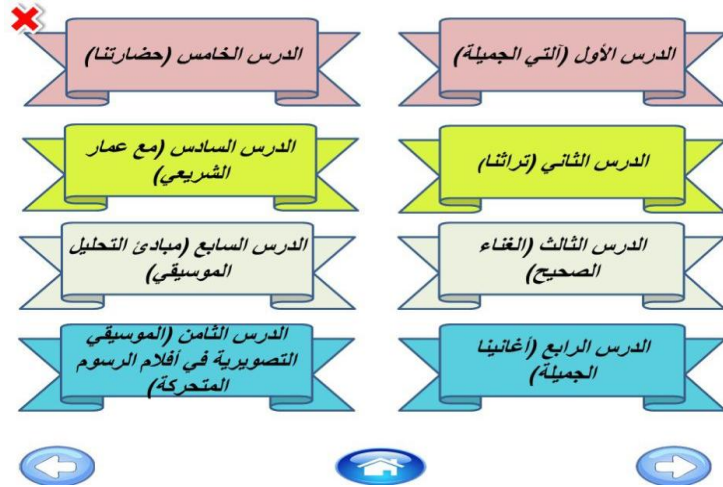 الدرس الأول (آلتي الجميلة)
الدرس الثاني (تراثنا)
الدرس الثالث (الغناء
الصحيح)
الدرس الرابع (أغانينا
الجميلة)
الدرس الخامس (حضارتنا)
الدرس السادس (مع عمار
الشريعي)
الدرس السابع (مبادئ التحليل
الموسيقي)
الدرس الثامن (الموسيقي
التصويرية في أفلام الرسوم
المتحركة)